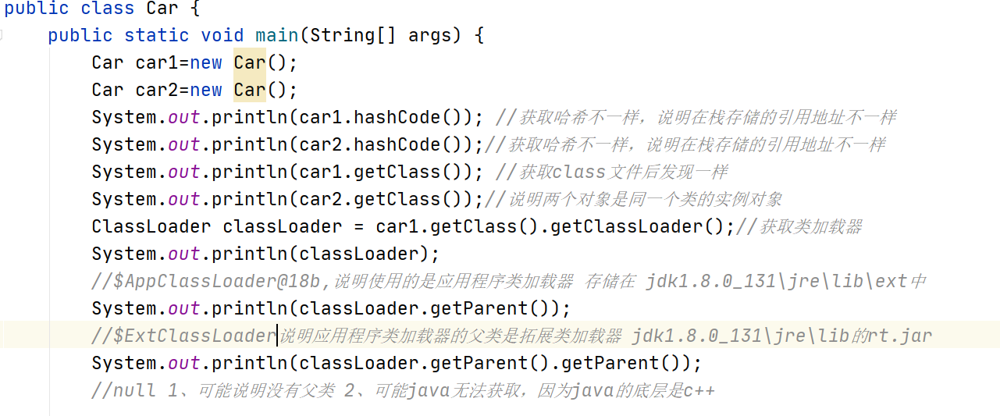 public class Car {
public static void main(String[] args) {
Car car1=new Car();
Car car2=new Car();
System.out.println(car1.hashCode()); //获取哈希不一样，说明在栈存储的引用地址不一样
System.out.println(car2.hashCode());//获取哈希不一样，说明在栈存储的引用地址不一样
System.out.println(car1.getClass()); //获取class文件后发现一样
System.out.println(car2.getClass());//说明两个对象是同一个类的实例对象
ClassLoader classLoader = car1.getClass().getClassLoader();//获取类加载器
System.out.println(classLoader);
//$AppClassLoader@18b,说明使用的是应用程序类加载器 存储在 jdk1.8.0_131\jre\lib\ext中
System.out.println(classLoader.getParent());
//$ExtClassLoader说明应用程序类加载器的父类是拓展类加载器 jdk1.8.0_131\jre\lib的rt.jar
System.out.println(classLoader.getParent().getParent());
//null 1、可能说明没有父类 2、可能java无法获取，因为java的底层是c++